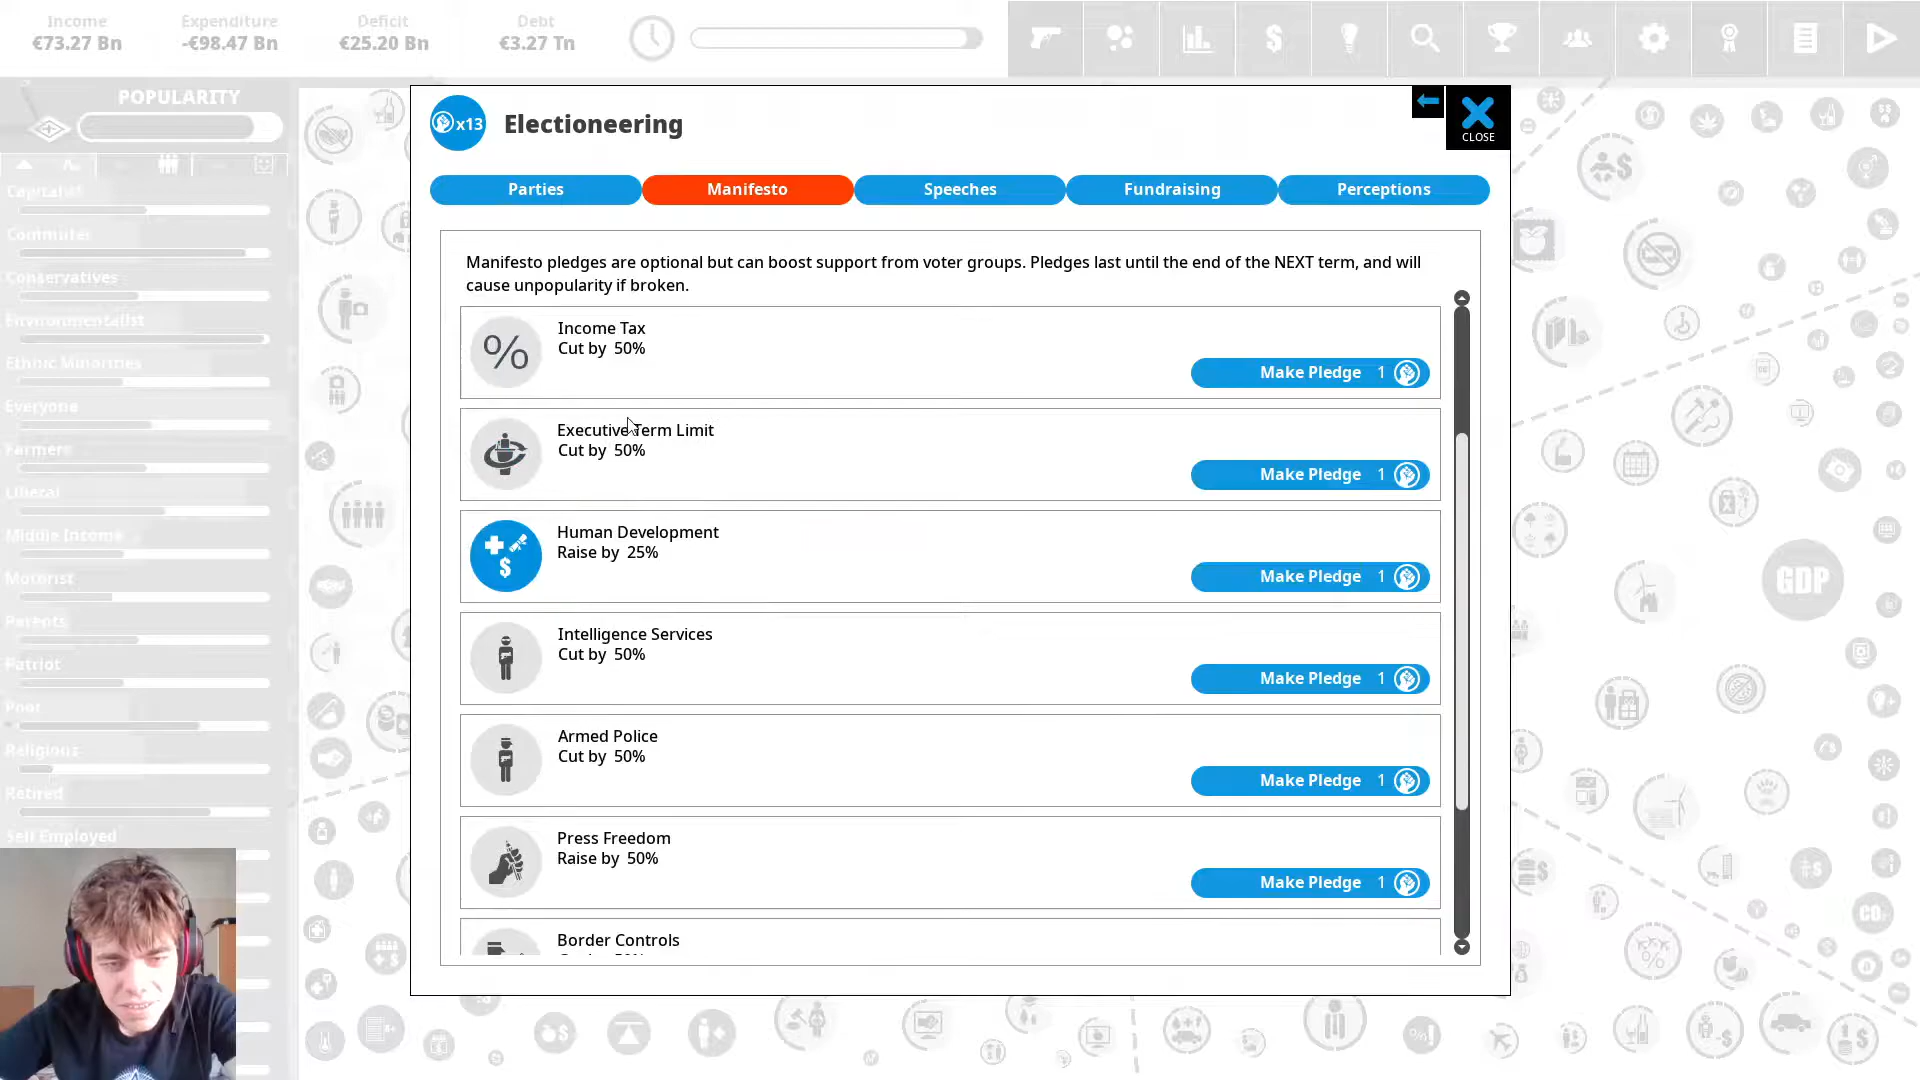 Income
€73.27 Bn
Expenditure
-€98.47 Bn
Deficit
€25.20 Bn
Debt
€3.27 Tn
POPULARITY
Capitalist
Commuter
Conservatives
Environmentalist
Ethnic Minorities
Everyone
Farmers
Liberal
Middle Income
Motorist
Parents
Patriot
Poor
Religious
Retired
Self Employed
x13
Electioneering
CLOSE
Parties
Manifesto
Speeches
Fundraising
Perceptions
Manifesto pledges are optional but can boost support from voter groups. Pledges last until the end of the NEXT term, and will
cause unpopularity if broken.
Income Tax
Cut by 50%
Make Pledge 1
Executive Term Limit
Cut by 50%
Make Pledge 1
Human Development
Raise by 25%
Make Pledge 1
Intelligence Services
Cut by 50%
Make Pledge 1
Armed Police
Cut by 50%
Make Pledge 1
Press Freedom
Raise by 50%
Make Pledge 1
Border Controls
GDP
CO₂